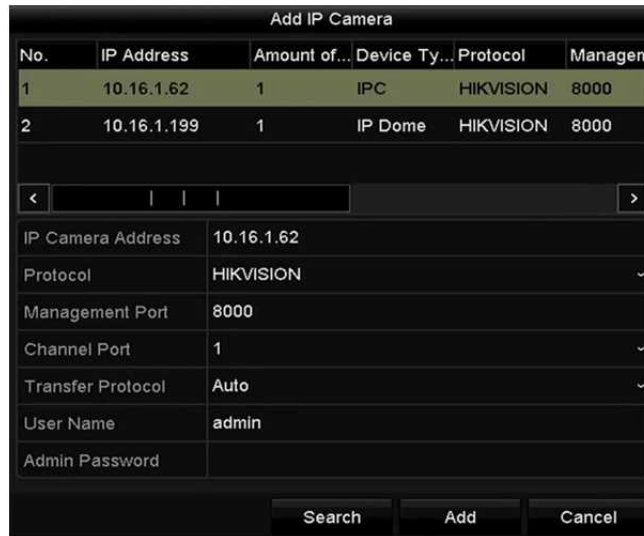 Add IP Camera
No. IP Address Amount of... Device Ty... Protocol Managem
1 10.16.1.62 1 IPC HIKVISION 8000
2 10.16.1.199 1 IP Dome HIKVISION 8000
IP Camera Address 10.16.1.62
Protocol HIKVISION
Management Port 8000
Channel Port 1
Transfer Protocol Auto
User Name admin
Admin Password
Search Add Cancel